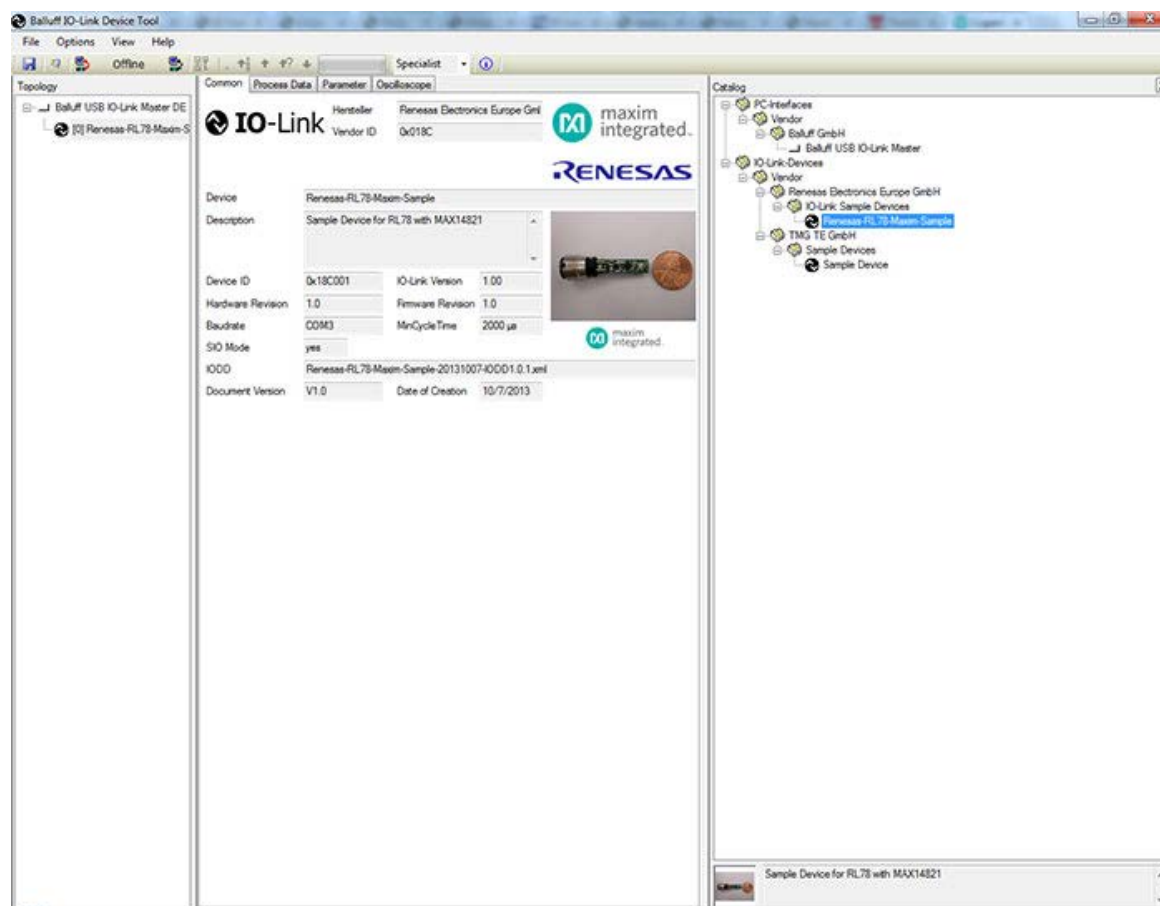 Balluff IO-Link Device Tool
File Options View Help
Offline Specialist
Topology
Balluff USB IO-Link Master DE
[0] Renesas-RL78-Maxim-S
Common Process Data Parameter Oscilloscope
IO-Link
Hersteller Renesas Electronics Europe Gml
Vendor ID 0x018C
maxim
integrated.
RENESAS
Device Renesas-RL78-Maxim-Sample
Description Sample Device for RL78 with MAX14821
Device ID 0x18C001 IO-Link Version 1.00
Hardware Revision 1.0 Firmware Revision 1.0
Baudrate COM3 MinCycleTime 2000 µs
SIO Mode yes
maxim
integrated.
IODD Renesas-RL78-Maxim-Sample-20131007-IODD1.0.1.xml
Document Version V1.0 Date of Creation 10/7/2013
Catalog
PC-Interfaces
Vendor
Balluff GmbH
Balluff USB IO-Link Master
IO-Link-Devices
Vendor
Renesas Electronics Europe GmbH
IO-Link Sample Devices
Renesas-RL78-Maxim-Sample
TMG TE GmbH
Sample Devices
Sample Device
Sample Device for RL78 with MAX14821